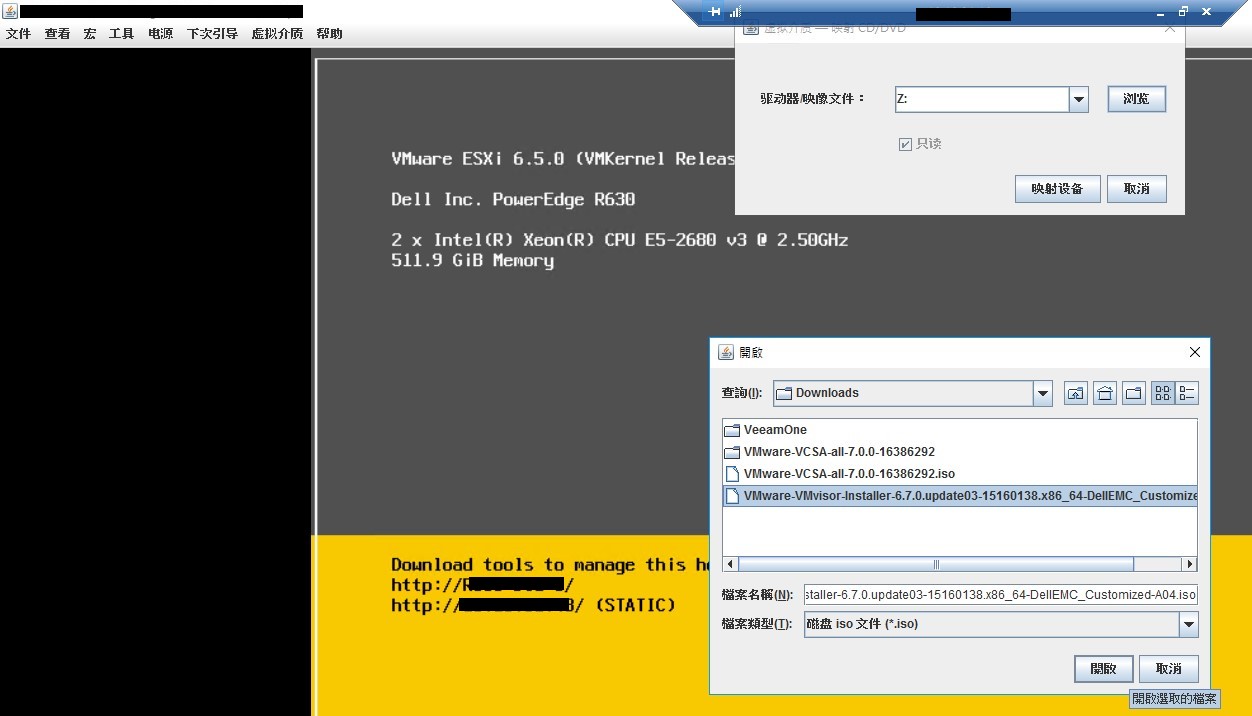 文件 查看 宏 工具 电源 下次引导 虚拟介质 帮助
虚拟介质 — 映射 CD/DVD
驱动器/映像文件：
Z:
浏览
只读
映射设备
取消
VMware ESXi 6.5.0 (VMKernel Releas
Dell Inc. PowerEdge R630
2 x Intel(R) Xeon(R) CPU E5-2680 v3 @ 2.50GHz
511.9 GiB Memory
開啟
查詢(I):
Downloads
VeeamOne
VMware-VCSA-all-7.0.0-16386292
VMware-VCSA-all-7.0.0-16386292.iso
VMware-VMvisor-Installer-6.7.0.update03-15160138.x86_64-DellEMC_Customize
檔案名稱(N):
staller-6.7.0.update03-15160138.x86_64-DellEMC_Customized-A04.iso
檔案類型(T):
磁盘 iso 文件 (*.iso)
開啟
取消
開啟選取的檔案
Download tools to manage this ho
http://R /
http:// 3/ (STATIC)